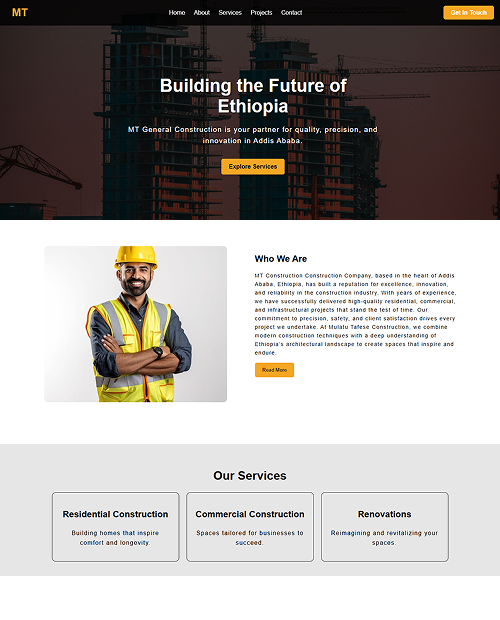 MT
Home About Services Projects Contact
Get In Touch
Building the Future of
Ethiopia
MT General Construction is your partner for quality, precision, and
innovation in Addis Ababa.
Explore Services
Who We Are
MT Construction Construction Company, based in the heart of Addis
Ababa, Ethiopia, has built a reputation for excellence, innovation,
and reliability in the construction industry. With years of experience,
we have successfully delivered high-quality residential, commercial,
and infrastructural projects that stand the test of time. Our
commitment to precision, safety, and client satisfaction drives every
project we undertake. At Mulatu Tafese Construction, we combine
modern construction techniques with a deep understanding of
Ethiopia's architectural landscape to create spaces that inspire and
endure.
Read More
Our Services
Residential Construction
Building homes that inspire
comfort and longevity.
Commercial Construction
Spaces tailored for businesses to
succeed.
Renovations
Reimagining and revitalizing your
spaces.